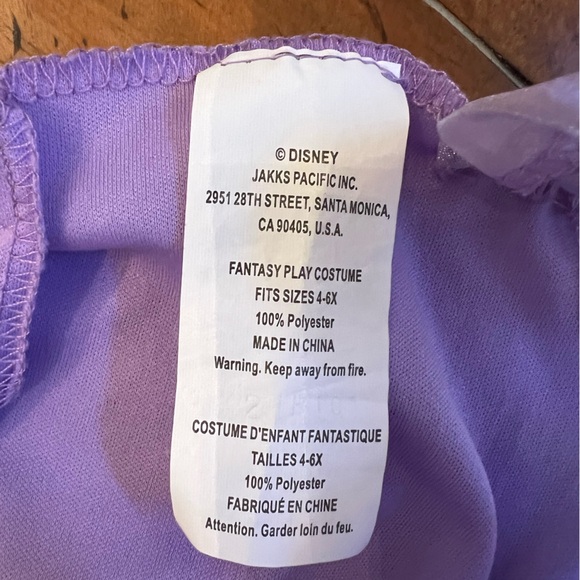 © DISNEY
JAKKS PACIFIC INC.
2951 28TH STREET, SANTA MONICA,
CA 90405, U.S.A.
FANTASY PLAY COSTUME
FITS SIZES 4-6X
100% Polyester
MADE IN CHINA
Warning. Keep away from fire.
COSTUME D'ENFANT FANTASTIQUE
TAILLES 4-6X
100% Polyester
FABRIQUÉ EN CHINE
Attention. Garder loin du feu.